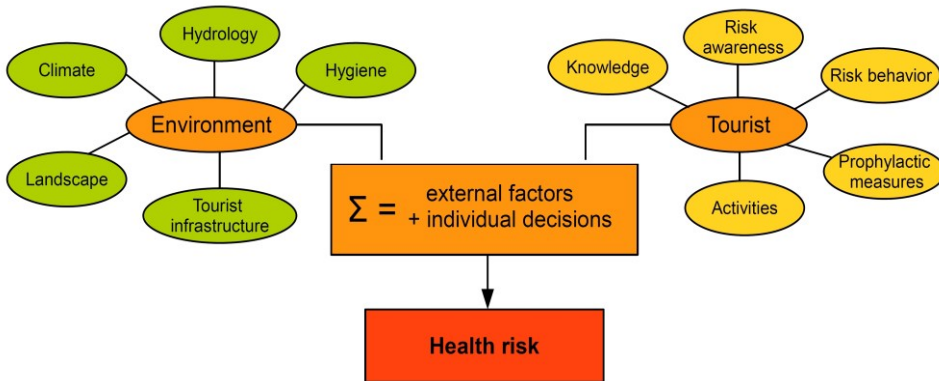 Hydrology
Climate
Hygiene
Environment
Landscape
Tourist
infrastructure
Risk
awareness
Knowledge
Risk behavior
Tourist
Prophylactic
measures
Activities
Σ = external factors
+ individual decisions
Health risk